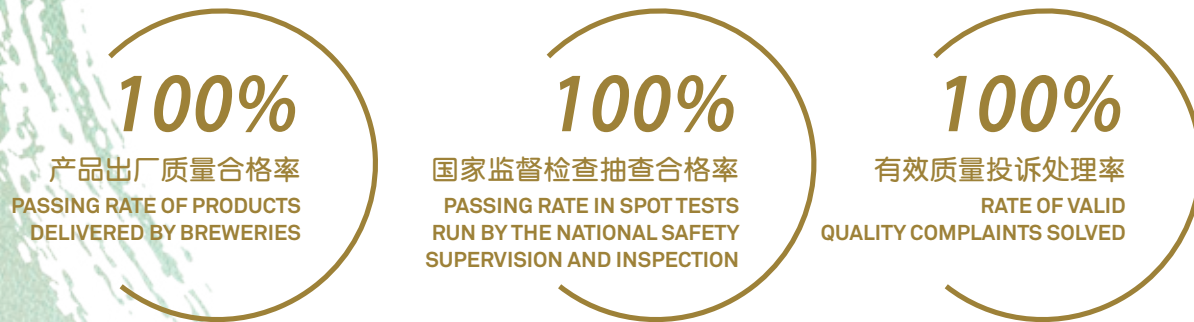 100%
产品出厂质量合格率
PASSING RATE OF PRODUCTS
DELIVERED BY BREWERIES
100%
国家监督检查抽查合格率
PASSING RATE IN SPOT TESTS
RUN BY THE NATIONAL SAFETY
SUPERVISION AND INSPECTION
100%
有效质量投诉处理率
RATE OF VALID
QUALITY COMPLAINTS SOLVED